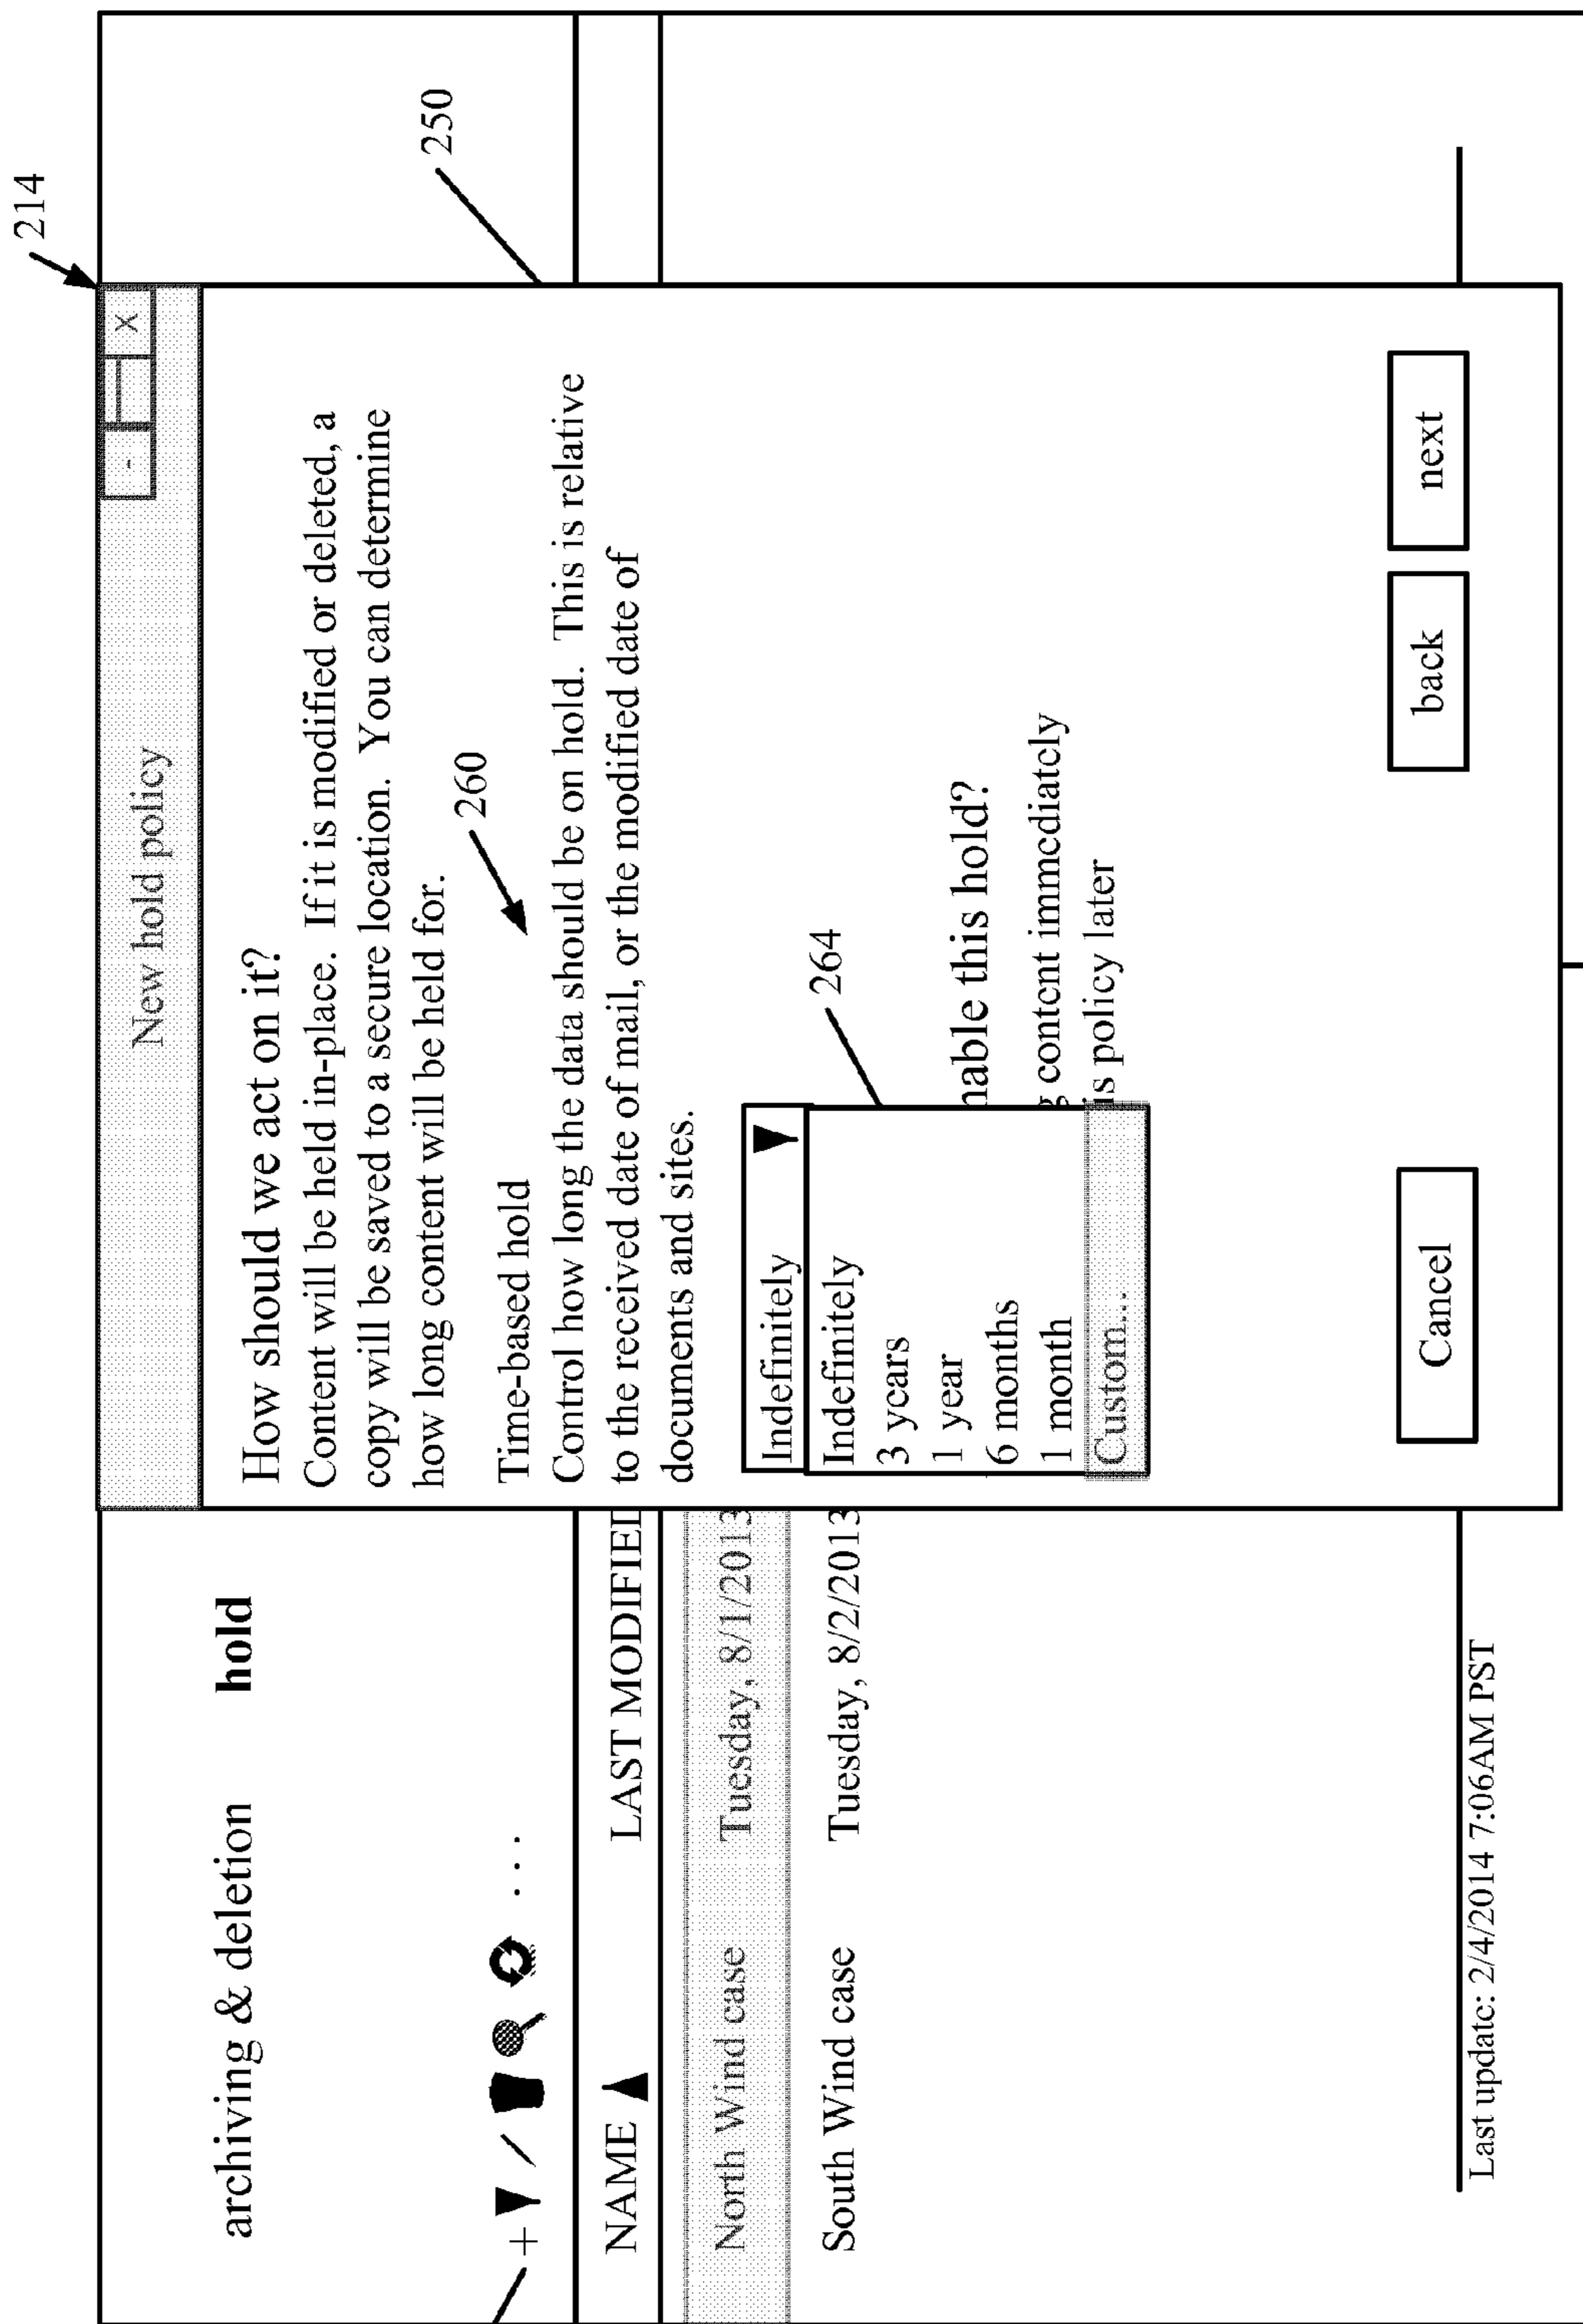 214
archiving & deletion
hold
+
...
NAME
LAST MODIFIED
North Wind case
Tuesday, 8/1/2013
South Wind case
Tuesday, 8/2/2013
Last update: 2/4/2014 7:06AM PST
New hold policy
-
X
250
How should we act on it?
Content will be held in-place. If it is modified or deleted, a
copy will be saved to a secure location. You can determine
how long content will be held for.
260
Time-based hold
Control how long the data should be on hold. This is relative
to the received date of mail, or the modified date of
documents and sites.
Indefinitely
264
Indefinitely
3 years
1 year
6 months
1 month
Custom...
nable this hold?
g content immediately
is policy later
Cancel
back
next